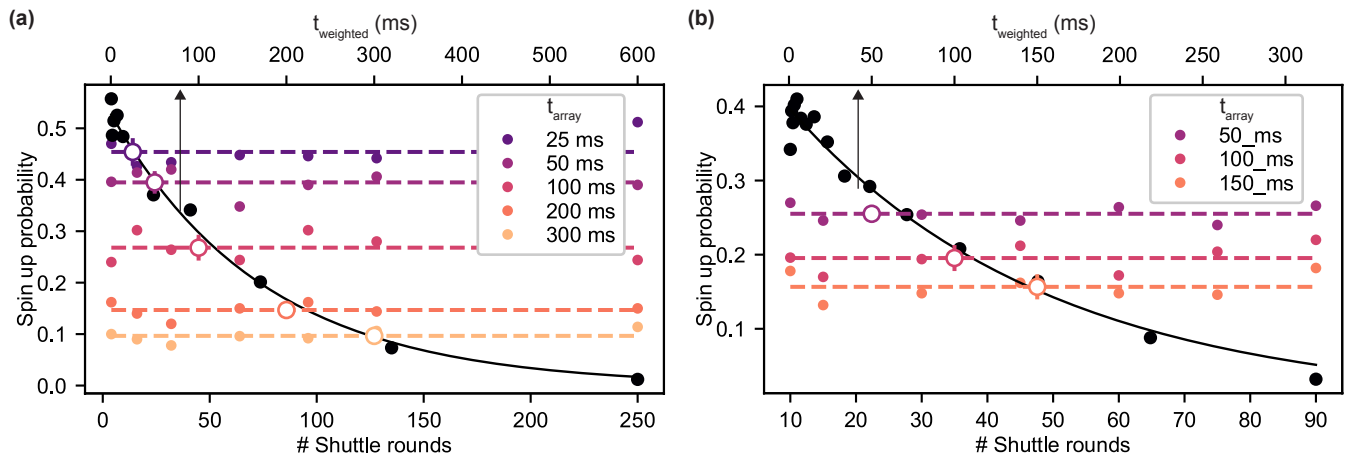 (a)
t_weighted (ms)
0 100 200 300 400 500 600
Spin up probability
0.5
0.4
0.3
0.2
0.1
0.0
t_array
25 ms
50 ms
100 ms
200 ms
300 ms
0 50 100 150 200 250
# Shuttle rounds
(b)
t_weighted (ms)
0 50 100 150 200 250 300
Spin up probability
0.4
0.3
0.2
0.1
t_array
50_ms
100_ms
150_ms
10 20 30 40 50 60 70 80 90
# Shuttle rounds